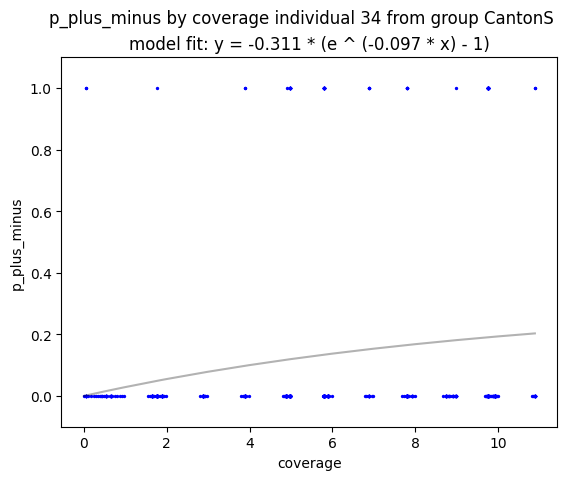 p_plus_minus by coverage individual 34 from group CantonS
model fit: y = -0.311 * (e ^ (-0.097 * x) - 1)
1.0
0.8
0.6
0.4
0.2
0.0
p_plus_minus
0 2 4 6 8 10
coverage